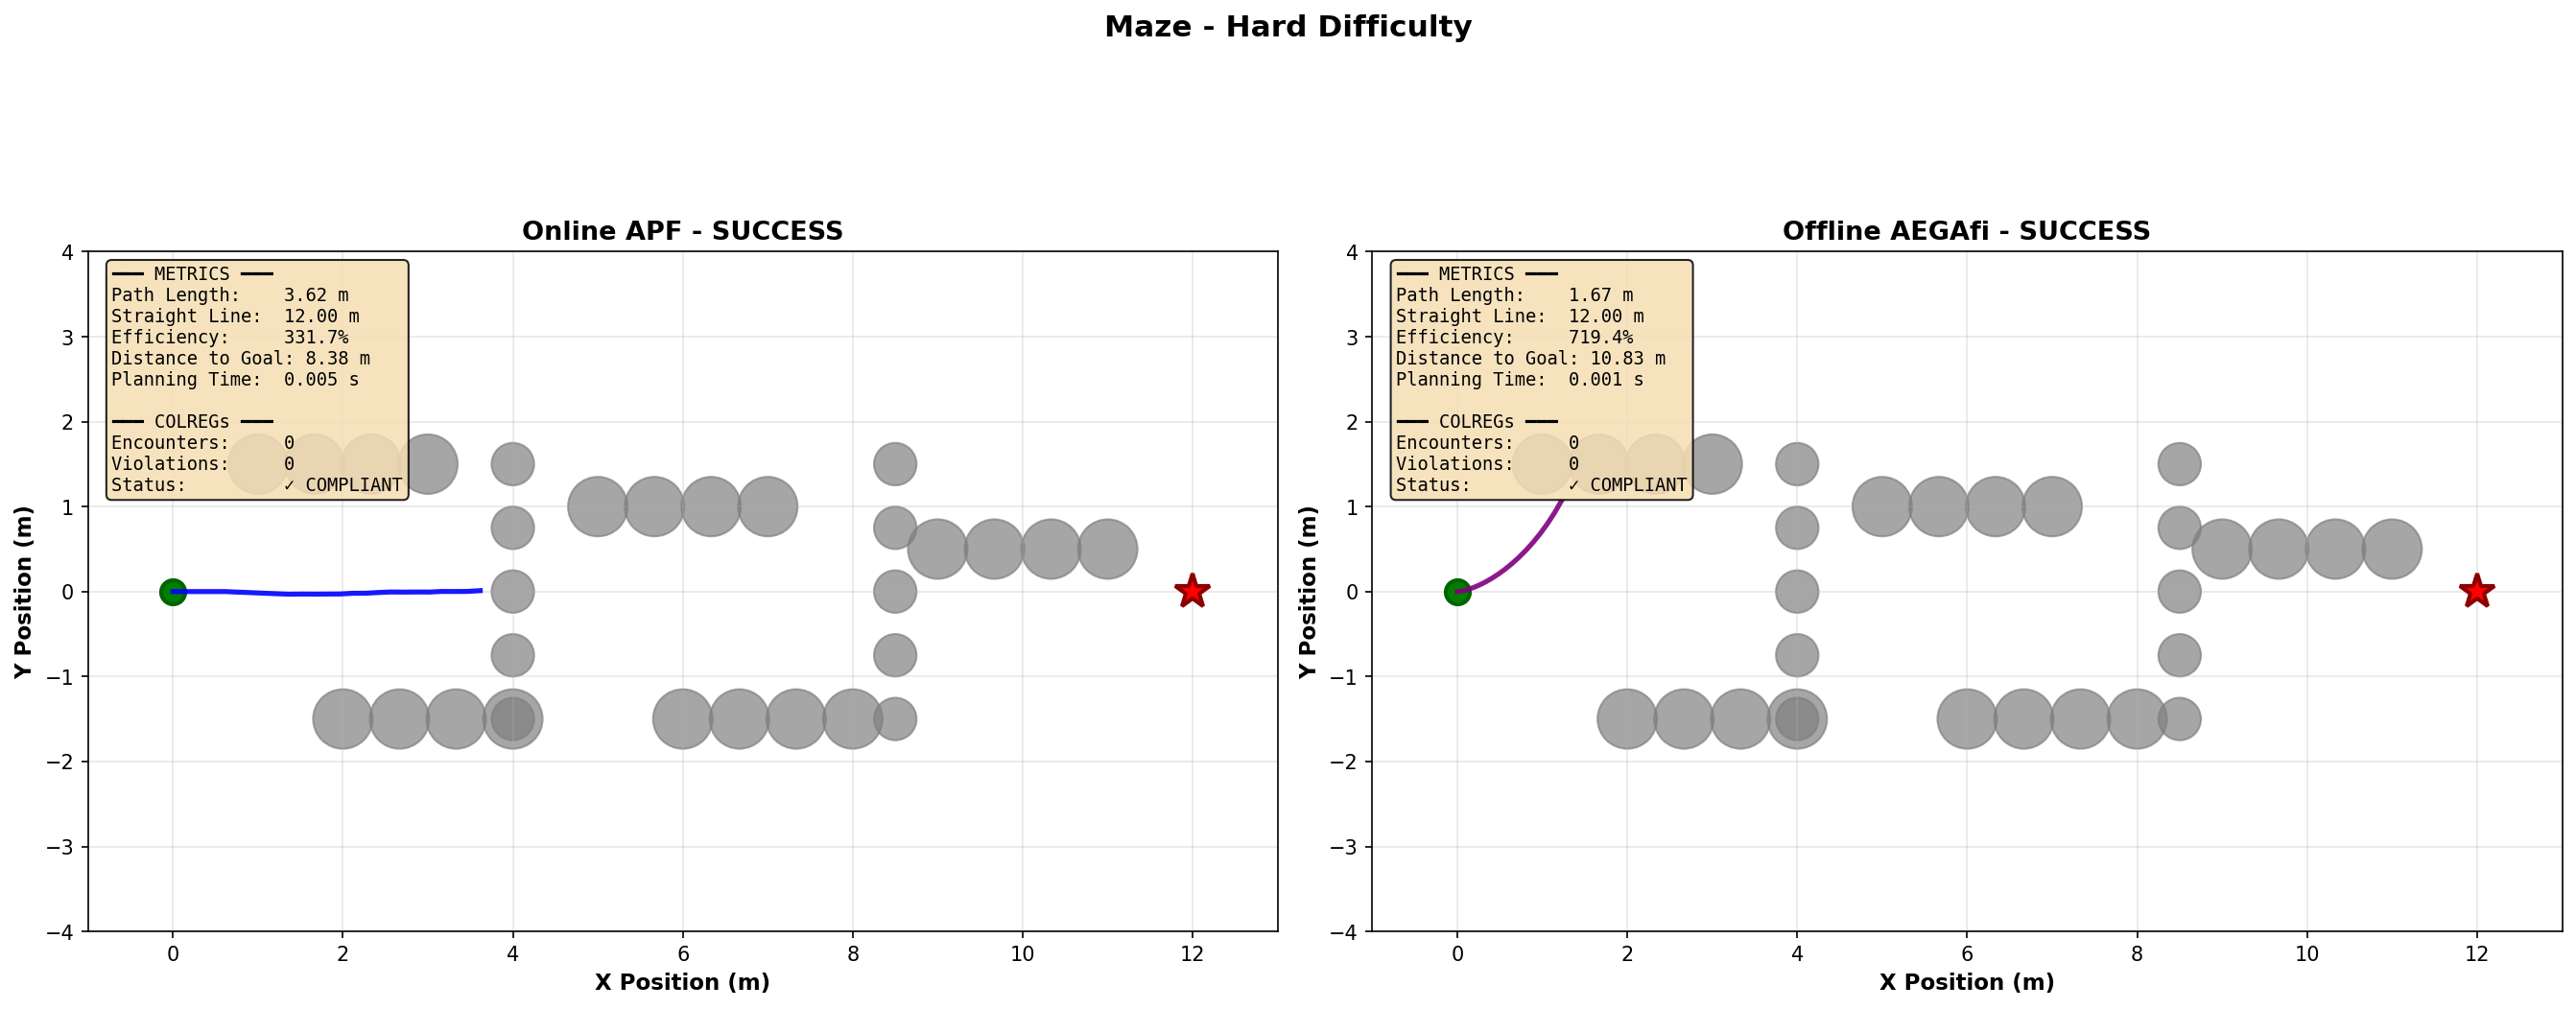 Maze - Hard Difficulty
Online APF - SUCCESS
━━━ METRICS ━━━
Path Length: 3.62 m
Straight Line: 12.00 m
Efficiency: 331.7%
Distance to Goal: 8.38 m
Planning Time: 0.005 s
━━━ COLREGs ━━━
Encounters: 0
Violations: 0
Status: ✓ COMPLIANT
4
3
2
1
0
−1
−2
−3
−4
Y Position (m)
0 2 4 6 8 10 12
X Position (m)
Offline AEGAfi - SUCCESS
━━━ METRICS ━━━
Path Length: 1.67 m
Straight Line: 12.00 m
Efficiency: 719.4%
Distance to Goal: 10.83 m
Planning Time: 0.001 s
━━━ COLREGs ━━━
Encounters: 0
Violations: 0
Status: ✓ COMPLIANT
4
3
2
1
0
−1
−2
−3
−4
Y Position (m)
0 2 4 6 8 10 12
X Position (m)